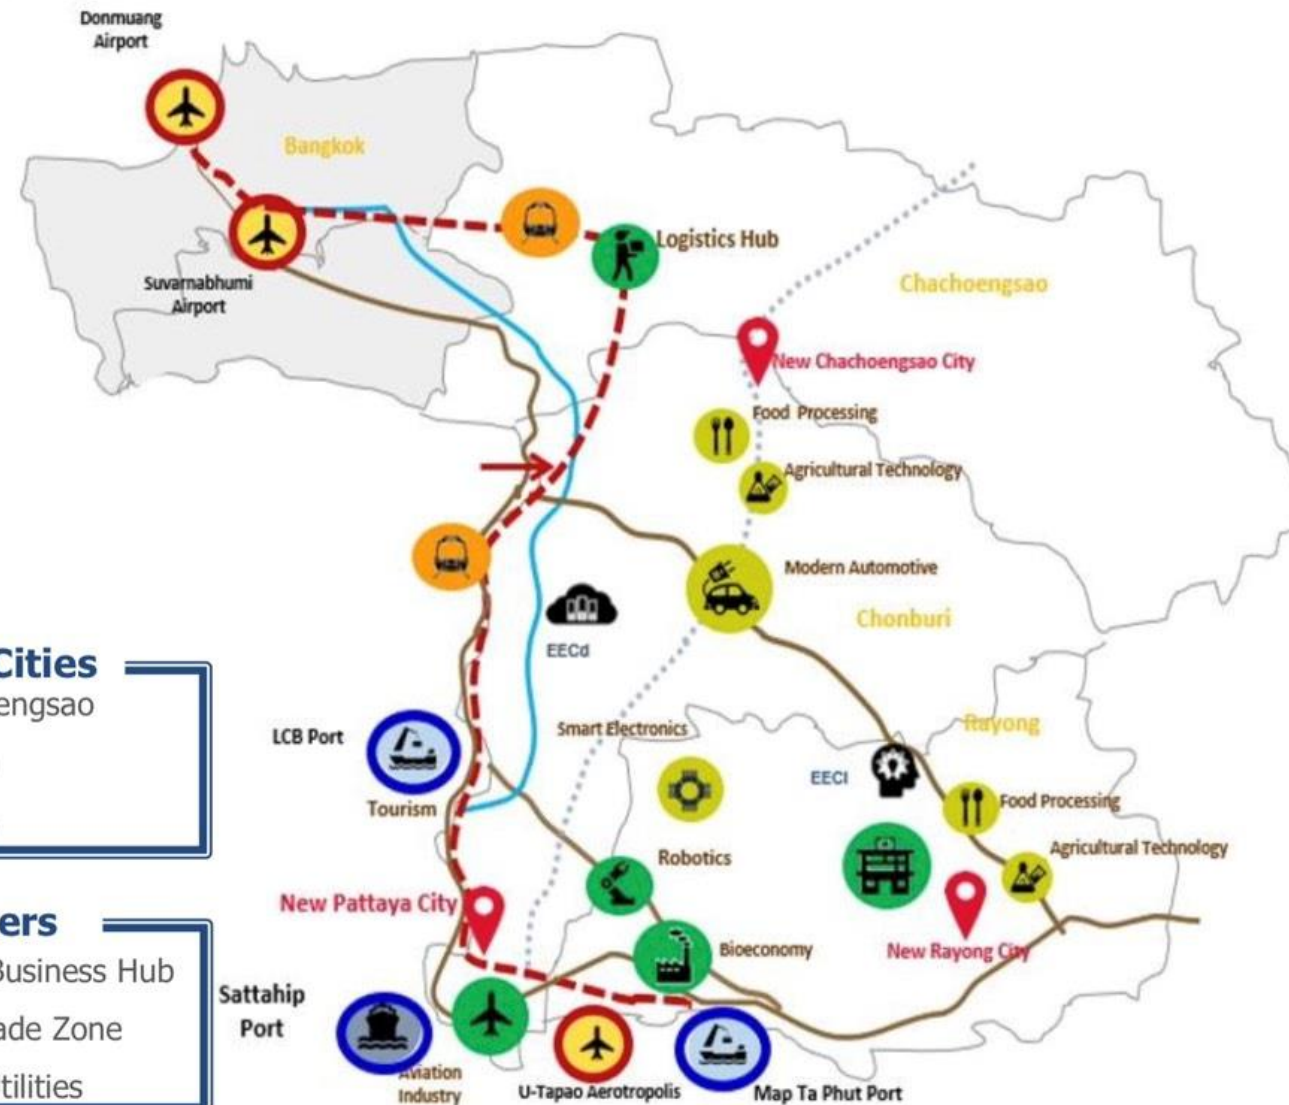 Donmuang
Airport
Bangkok
Logistics Hub
Suvarnabhumi
Airport
Chachoengsao
New Chachoengsao City
Food Processing
Agricultural Technology
Modern Automotive
Chonburi
EECd
Cities
engsao
Smart Electronics
Rayong
LCB Port
EECI
Tourism
Food Processing
Agricultural Technology
Robotics
New Pattaya City
ers
Business Hub
Bioeconomy
New Rayong City
Sattahip
Port
ade Zone
tilities
Aviation
Industry
U-Tapao Aerotropolis
Map Ta Phut Port